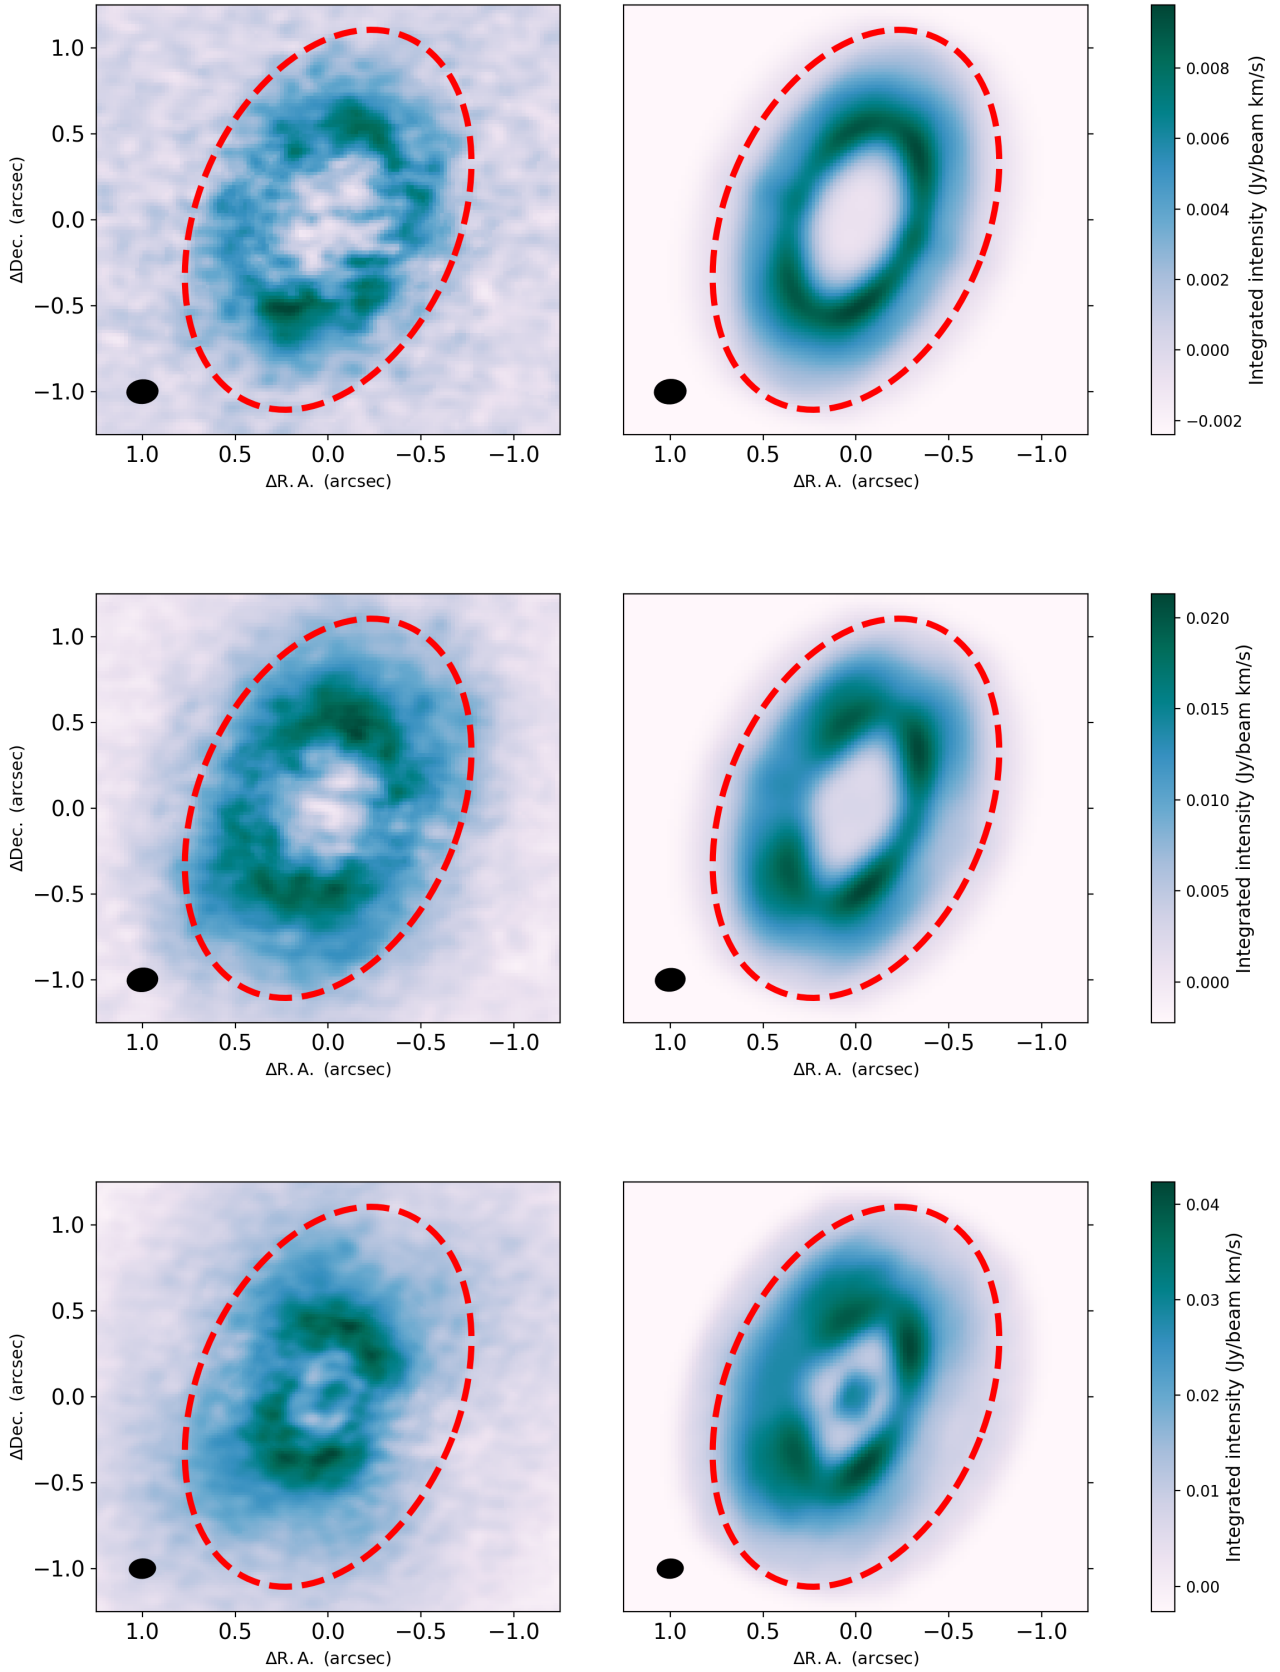 1.0
0.5
0.0
−0.5
−1.0
ΔDec. (arcsec)
1.0 0.5 0.0 −0.5 −1.0
ΔR.A. (arcsec)
1.0 0.5 0.0 −0.5 −1.0
ΔR.A. (arcsec)
0.008
0.006
0.004
0.002
0.000
−0.002
Integrated intensity (Jy/beam km/s)
1.0
0.5
0.0
−0.5
−1.0
ΔDec. (arcsec)
1.0 0.5 0.0 −0.5 −1.0
ΔR.A. (arcsec)
1.0 0.5 0.0 −0.5 −1.0
ΔR.A. (arcsec)
0.020
0.015
0.010
0.005
0.000
Integrated intensity (Jy/beam km/s)
1.0
0.5
0.0
−0.5
−1.0
ΔDec. (arcsec)
1.0 0.5 0.0 −0.5 −1.0
ΔR.A. (arcsec)
1.0 0.5 0.0 −0.5 −1.0
ΔR.A. (arcsec)
0.04
0.03
0.02
0.01
0.00
Integrated intensity (Jy/beam km/s)